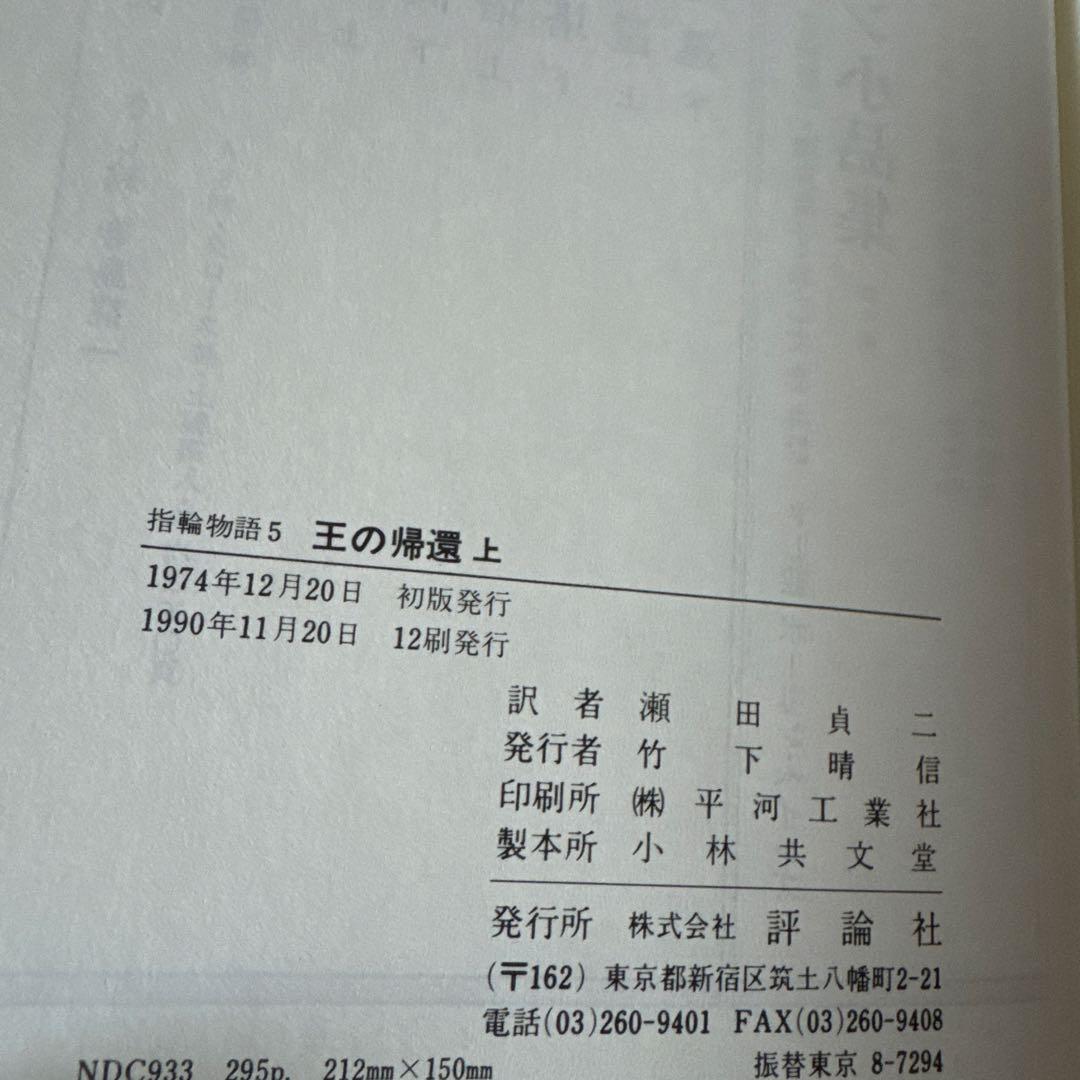 指輪物語5 王の帰還 上
1974年12月20日 初版発行
1990年11月20日 12刷発行
訳者 瀬田貞二
発行者 竹下晴信
印刷所 ㈱平河工業社
製本所 小林共文堂
発行所 株式会社 評論社
(〒162) 東京都新宿区筑土八幡町2-21
電話(03)260-9401 FAX(03)260-9408
振替東京 8-7294
NDC933 295p. 212mm×150mm